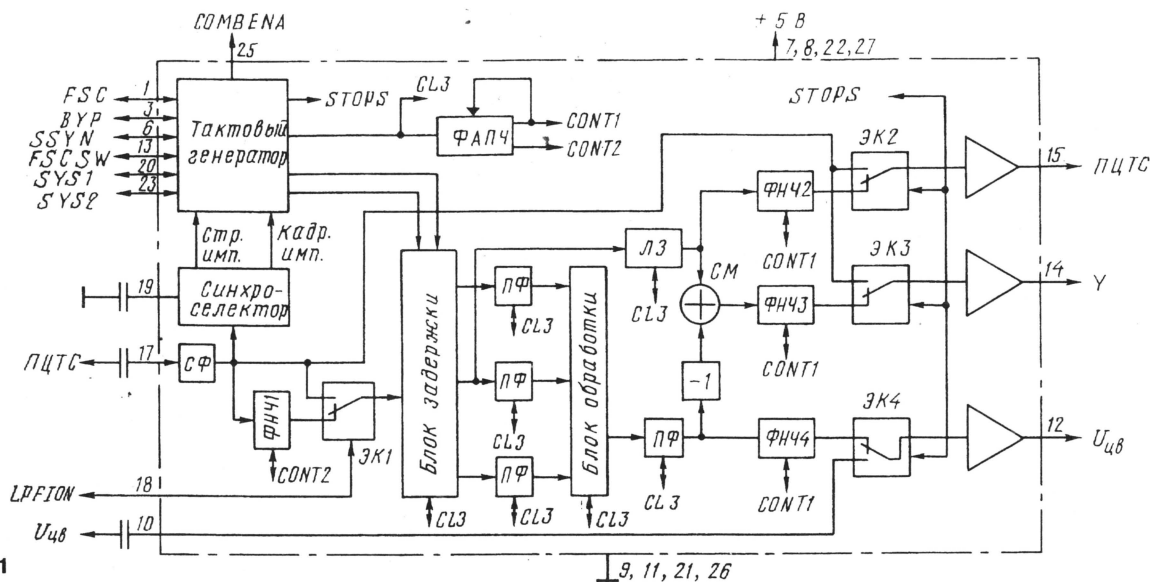 COMBENA
25
+ 5 В
7, 8, 22, 27
FSC
1
BYP
3
SSYN
6
FSCSW
13
SYS1
20
SYS2
23
Тактовый
генератор
STOPS
CL3
ФАПЧ
CONT1
CONT2
STOPS
ЭК2
15
ПЦТС
Стр.
имп.
Кадр.
имп.
19
Синхро-
селектор
ПЦТС
17
СФ
ФНЧ1
CONT2
ЭК1
LPFION
18
Uцв
10
Блок задержки
CL3
ПФ
CL3
ПФ
CL3
ПФ
CL3
Блок обработки
CL3
ЛЗ
CL3
СМ
-1
ПФ
CL3
ФНЧ2
CONT1
ФНЧ3
CONT1
ФНЧ4
CONT1
ЭК3
14
Y
ЭК4
12
Uцв
9, 11, 21, 26
1